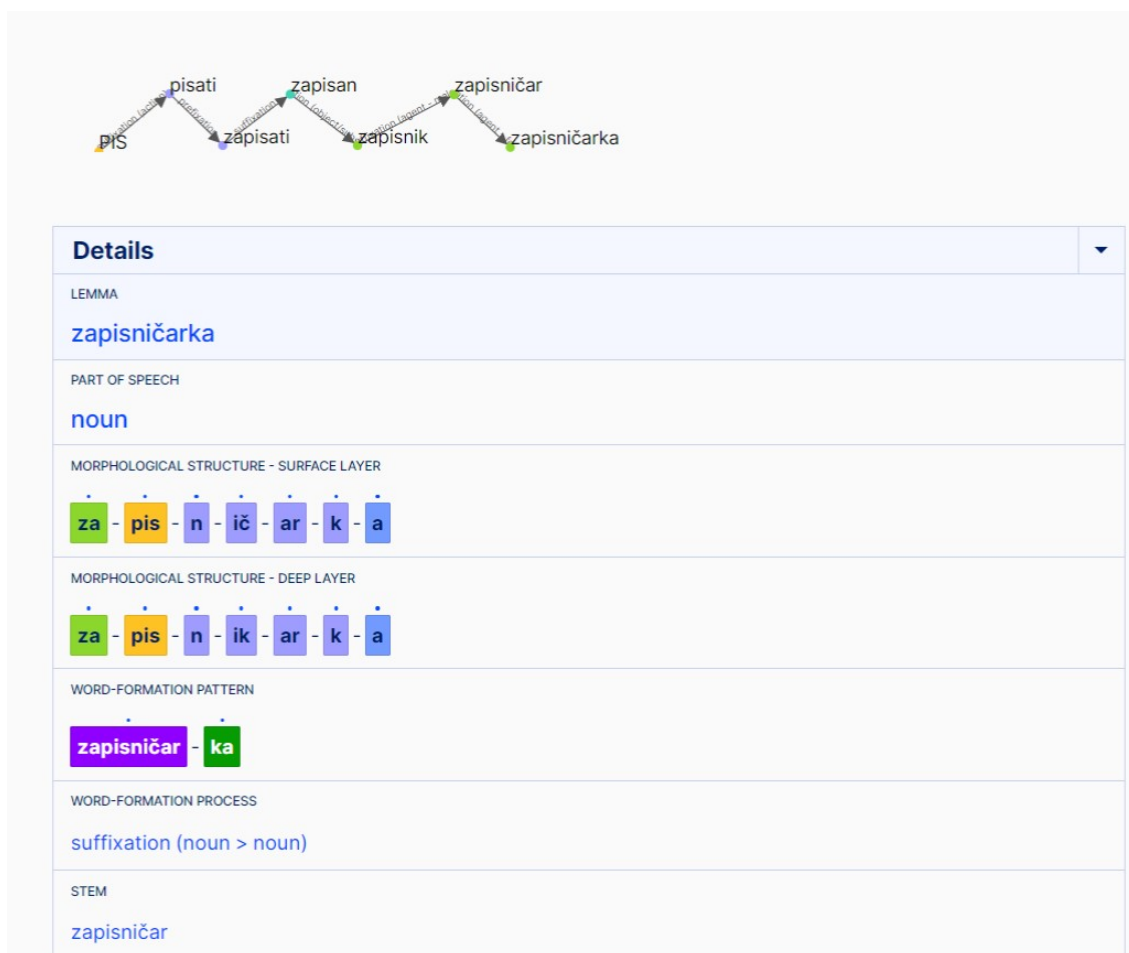 pisati zapisan zapisničar
PIS zapisati zapisnik zapisničarka
prefixation suffixation
Details
LEMMA
zapisničarka
PART OF SPEECH
noun
MORPHOLOGICAL STRUCTURE - SURFACE LAYER
za - pis - n - ič - ar - k - a
MORPHOLOGICAL STRUCTURE - DEEP LAYER
za - pis - n - ik - ar - k - a
WORD-FORMATION PATTERN
zapisničar - ka
WORD-FORMATION PROCESS
suffixation (noun > noun)
STEM
zapisničar